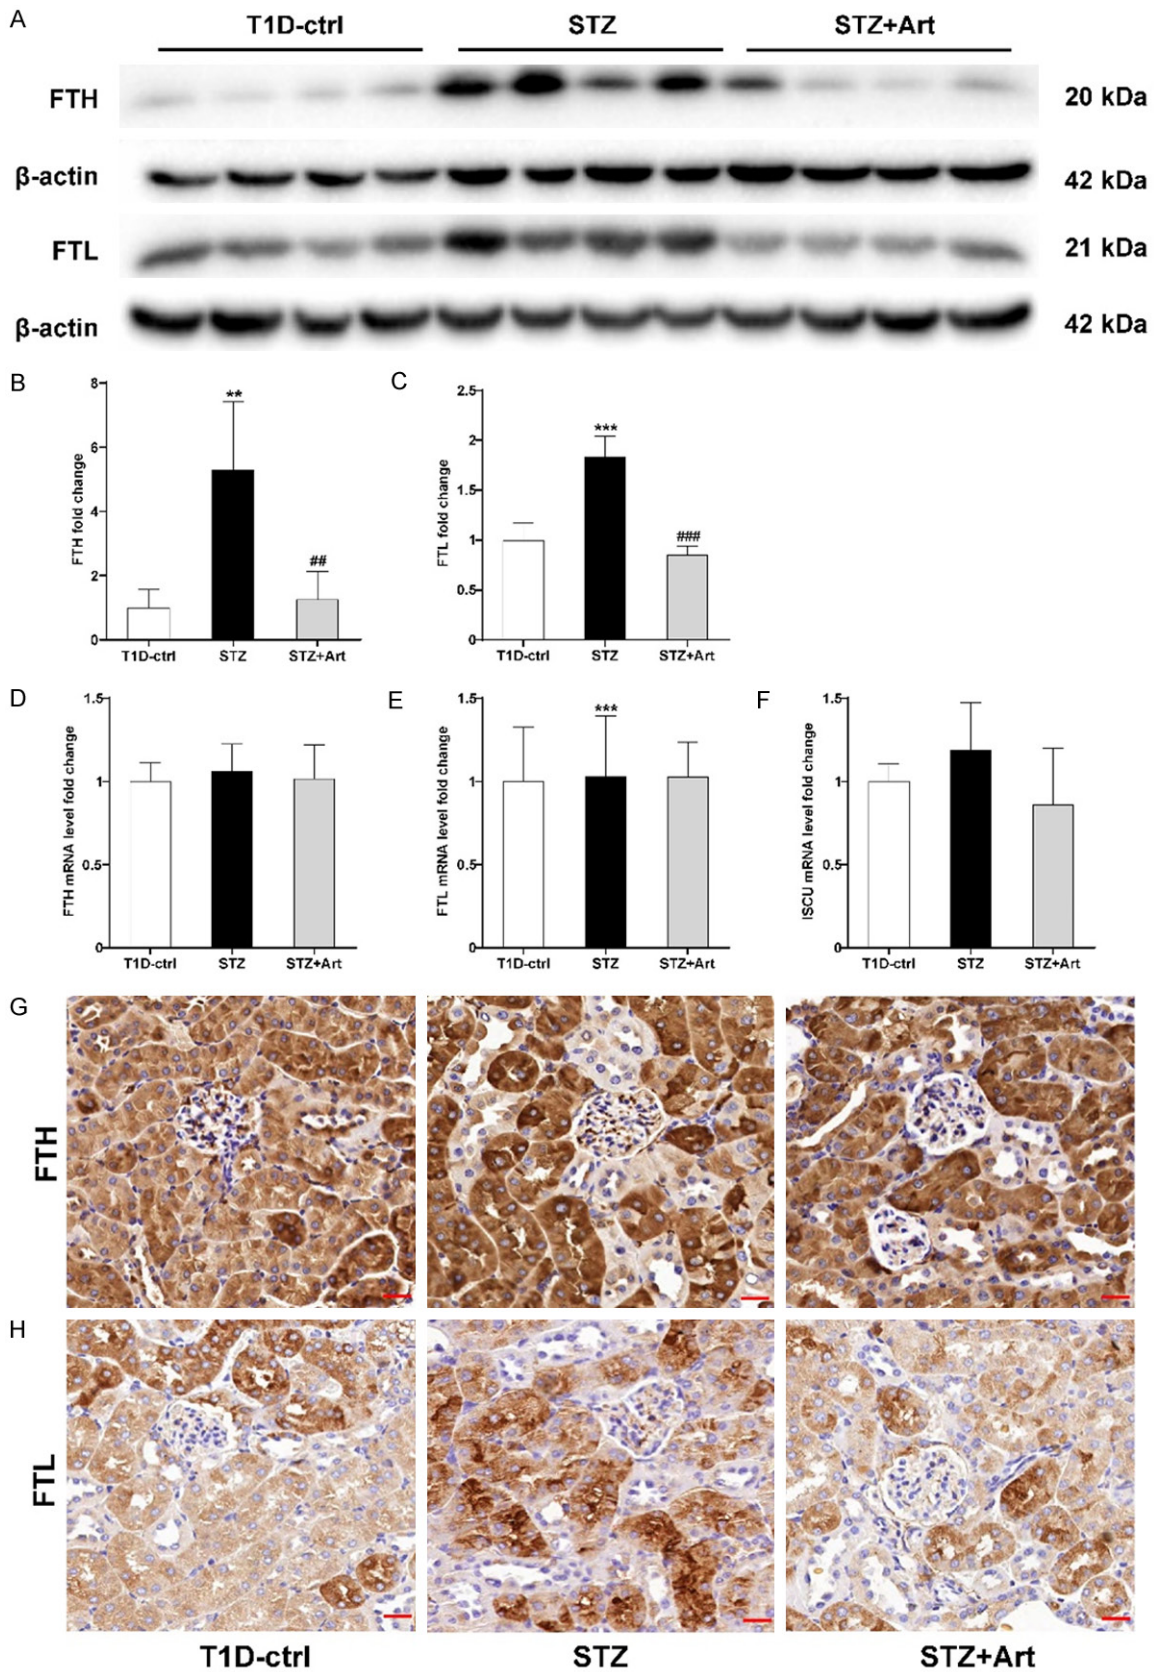 A
T1D-ctrl STZ STZ+Art
FTH 20 kDa
β-actin 42 kDa
FTL 21 kDa
β-actin 42 kDa
B
8
6
4
2
0
FTH fold change
**
##
T1D-ctrl STZ STZ+Art
C
2.5
2
1.5
1
0.5
0
FTL fold change
***
###
T1D-ctrl STZ STZ+Art
D
1.5
1
0.5
0
FTH mRNA level fold change
T1D-ctrl STZ STZ+Art
E
1.5
1
0.5
0
FTL mRNA level fold change
***
T1D-ctrl STZ STZ+Art
F
1.5
1
0.5
0
ISCU mRNA level fold change
T1D-ctrl STZ STZ+Art
G
FTH
H
FTL
T1D-ctrl STZ STZ+Art